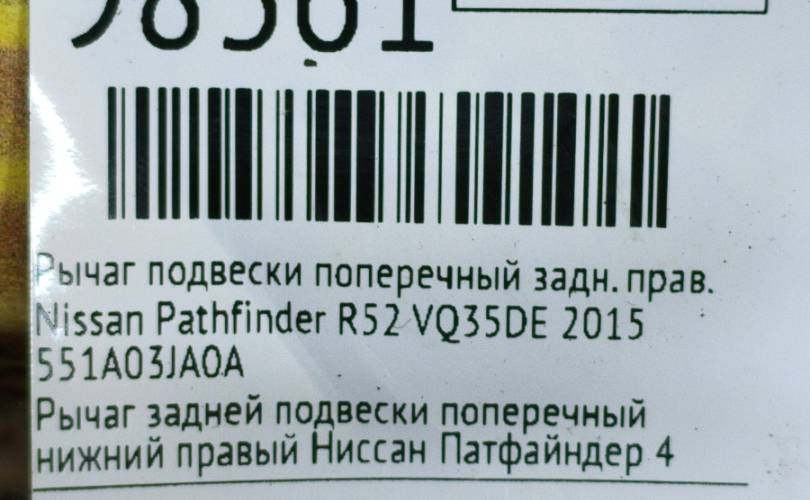 98561
Рычаг подвески поперечный задн. прав.
Nissan Pathfinder R52 VQ35DE 2015
551A03JA0A
Рычаг задней подвески поперечный
нижний правый Ниссан Патфайндер 4